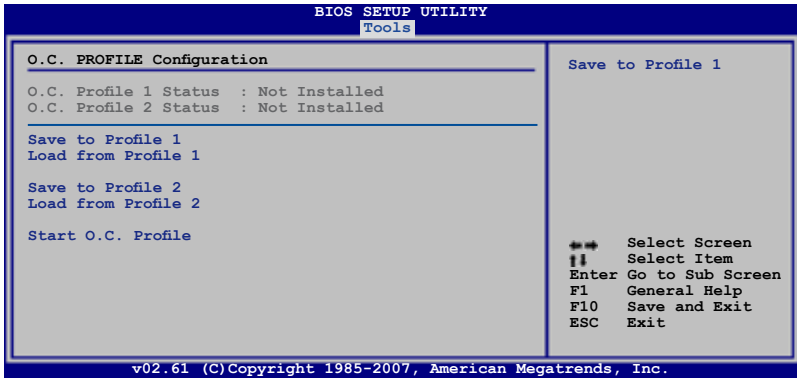 BIOS SETUP UTILITY
Tools
O.C. PROFILE Configuration
O.C. Profile 1 Status : Not Installed
O.C. Profile 2 Status : Not Installed
Save to Profile 1
Load from Profile 1
Save to Profile 2
Load from Profile 2
Start O.C. Profile
Save to Profile 1
Select Screen
Select Item
Enter Go to Sub Screen
F1 General Help
F10 Save and Exit
ESC Exit
v02.61 (C)Copyright 1985-2007, American Megatrends, Inc.